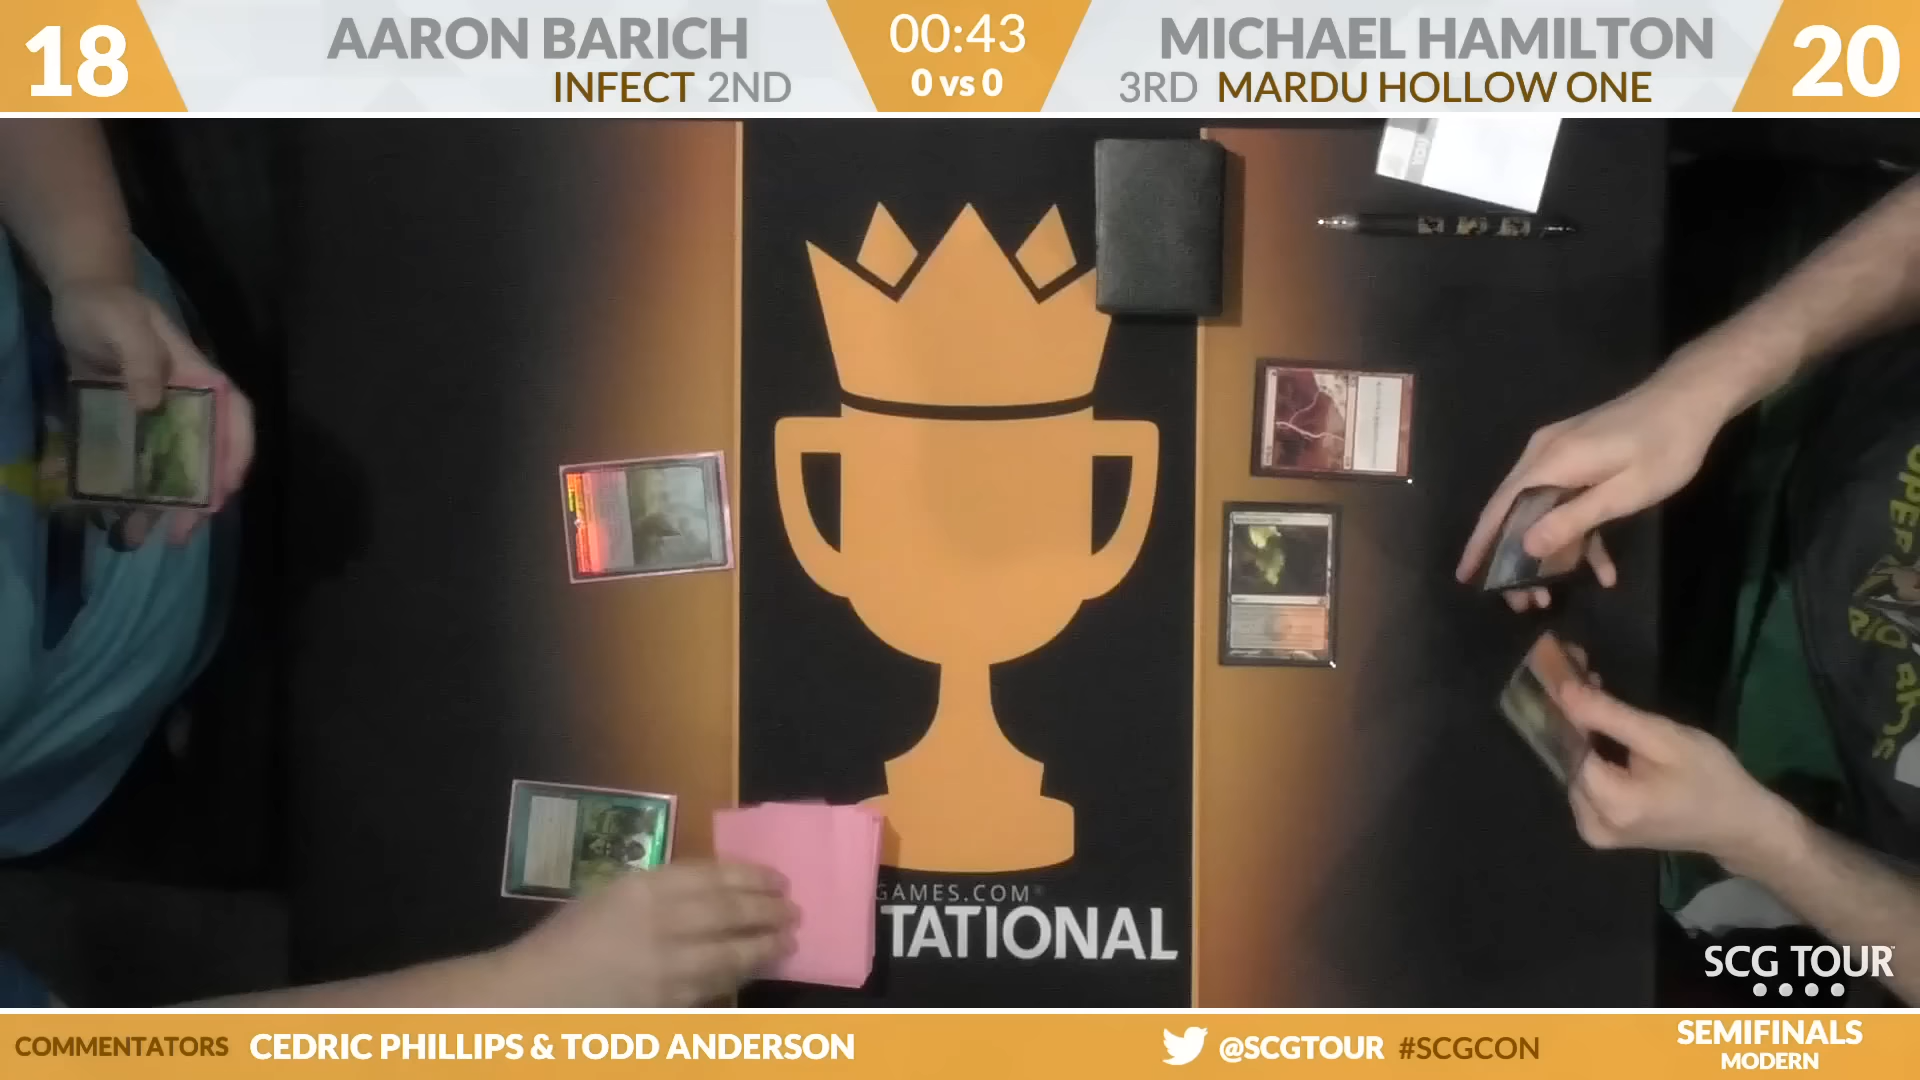 18
AARON BARICH
INFECT 2ND
00:43
0 vs 0
MICHAEL HAMILTON
3RD MARDU HOLLOW ONE
20
YOU
GAMES.COM
TATIONAL
SCG TOUR
COMMENTATORS CEDRIC PHILLIPS & TODD ANDERSON
@SCGTOUR #SCGCON
SEMIFINALS
MODERN